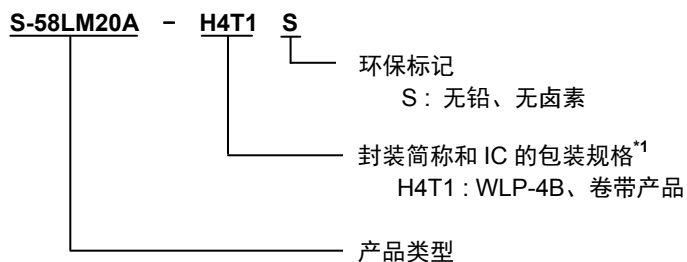 S-58LM20A － H4T1 S
环保标记
S : 无铅、无卤素
封装简称和 IC 的包装规格*1
H4T1 : WLP-4B、卷带产品
产品类型